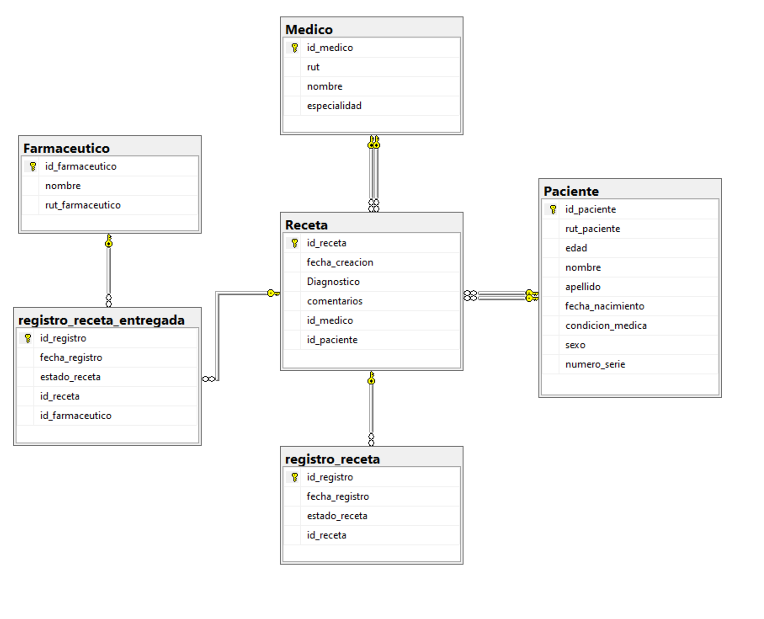 Medico
id_medico
rut
nombre
especialidad
Farmaceutico
id_farmaceutico
nombre
rut_farmaceutico
Paciente
id_paciente
rut_paciente
edad
nombre
apellido
fecha_nacimiento
condicion_medica
sexo
numero_serie
Receta
id_receta
fecha_creacion
Diagnostico
comentarios
id_medico
id_paciente
registro_receta_entregada
id_registro
fecha_registro
estado_receta
id_receta
id_farmaceutico
registro_receta
id_registro
fecha_registro
estado_receta
id_receta